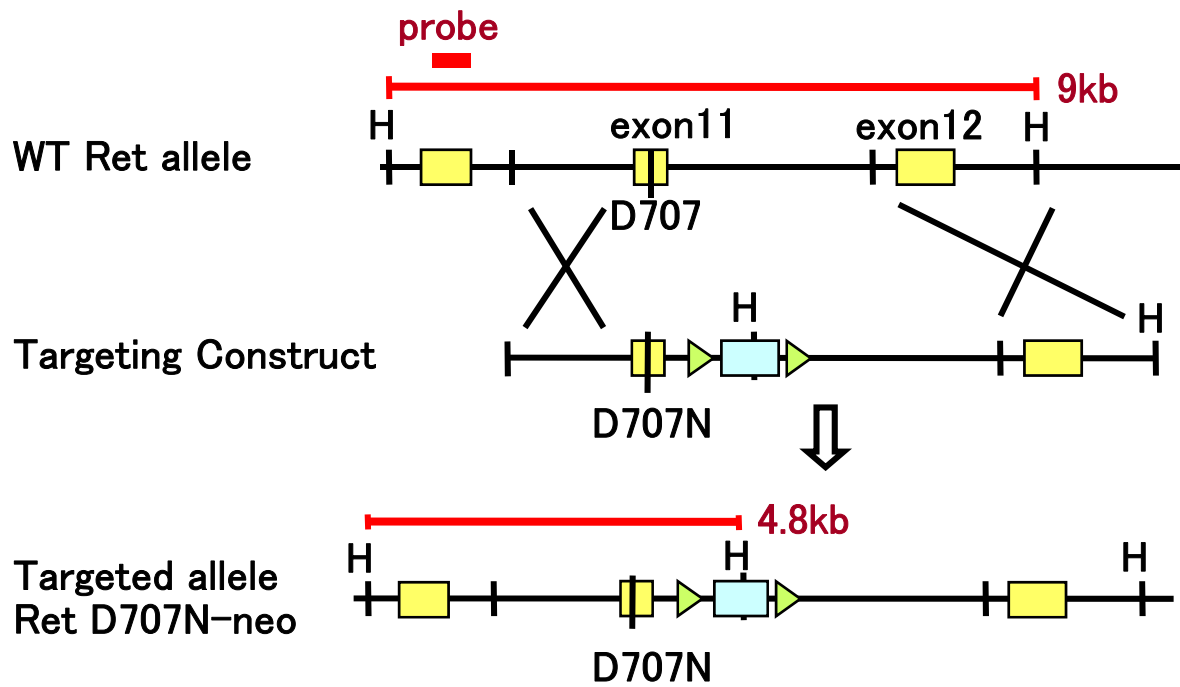 probe
9kb
H
exon11
exon12
H
WT Ret allele
D707
H
H
Targeting Construct
D707N
4.8kb
H
H
H
Targeted allele
Ret D707N-neo
D707N